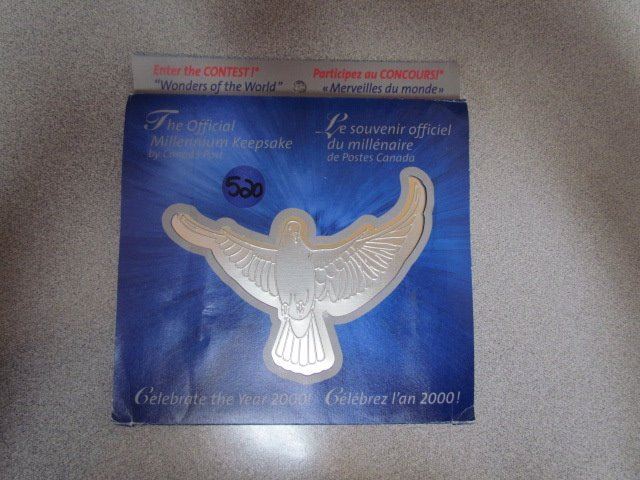 Enter the CONTEST!*
"Wonders of the World"
Participez au CONCOURS!*
« Merveilles du monde»
The Official
Millennium Keepsake
by Canada Post
Le souvenir officiel
du millénaire
de Postes Canada
520
Celebrate the Year 2000!
Célébrez l'an 2000!